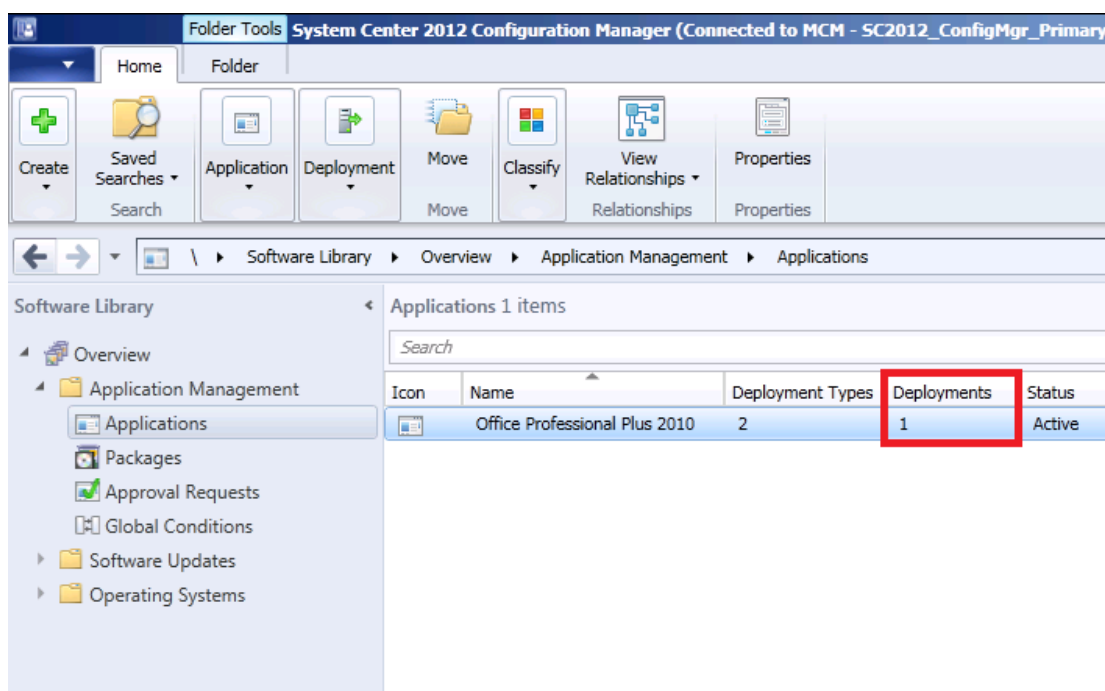 Folder Tools System Center 2012 Configuration Manager (Connected to MCM - SC2012_ConfigMgr_Primary
Home Folder
Create Saved Searches Application Deployment Move Classify View Relationships Properties
Search Move Relationships Properties
\ Software Library Overview Application Management Applications
Software Library
Applications 1 items
Search
Overview
Application Management
Applications
Packages
Approval Requests
Global Conditions
Software Updates
Operating Systems
Icon Name Deployment Types Deployments Status
Office Professional Plus 2010 2 1 Active